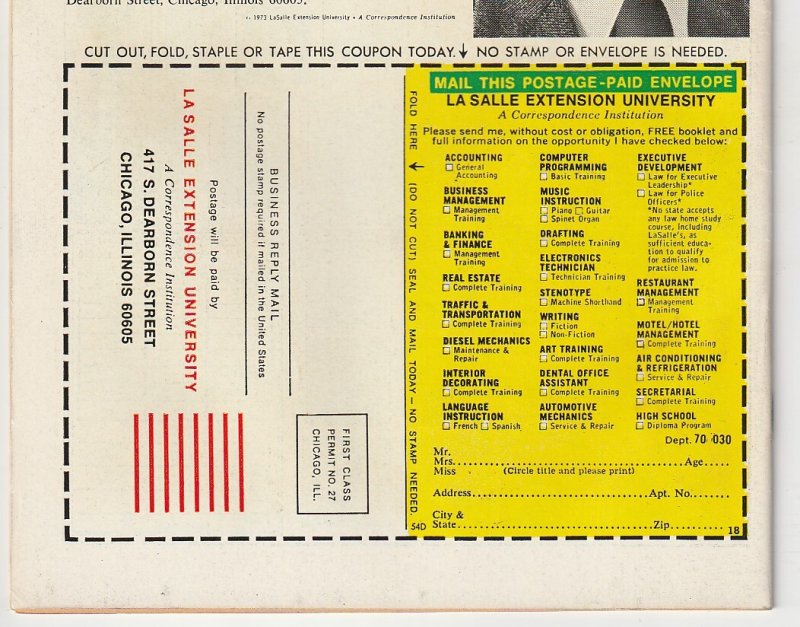 Dearborn Street, Chicago, Illinois 60605.
c. 1973 LaSalle Extension University • A Correspondence Institution
CUT OUT, FOLD, STAPLE OR TAPE THIS COUPON TODAY. NO STAMP OR ENVELOPE IS NEEDED.
BUSINESS REPLY MAIL
No postage stamp required if mailed in the United States
Postage will be paid by
LA SALLE EXTENSION UNIVERSITY
A Correspondence Institution
417 S. DEARBORN STREET
CHICAGO, ILLINOIS 60605
FIRST CLASS
PERMIT NO. 27
CHICAGO, ILL.
FOLD HERE (DO NOT CUT) SEAL AND MAIL TODAY — NO STAMP NEEDED.
MAIL THIS POSTAGE-PAID ENVELOPE
LA SALLE EXTENSION UNIVERSITY
A Correspondence Institution
Please send me, without cost or obligation, FREE booklet and
full information on the opportunity I have checked below:
ACCOUNTING
General
Accounting
BUSINESS
MANAGEMENT
Management
Training
BANKING
& FINANCE
Management
Training
REAL ESTATE
Complete Training
TRAFFIC &
TRANSPORTATION
Complete Training
DIESEL MECHANICS
Maintenance &
Repair
INTERIOR
DECORATING
Complete Training
LANGUAGE
INSTRUCTION
French Spanish
COMPUTER
PROGRAMMING
Basic Training
MUSIC
INSTRUCTION
Piano Guitar
Spinet Organ
DRAFTING
Complete Training
ELECTRONICS
TECHNICIAN
Technician Training
STENOTYPE
Machine Shorthand
WRITING
Fiction
Non-Fiction
ART TRAINING
Complete Training
DENTAL OFFICE
ASSISTANT
Complete Training
AUTOMOTIVE
MECHANICS
Service & Repair
EXECUTIVE
DEVELOPMENT
Law for Executive
Leadership*
Law for Police
Officers*
*No state accepts
any law home study
course, including
LaSalle's, as
sufficient educa-
tion to qualify
for admission to
practice law.
RESTAURANT
MANAGEMENT
Management
Training
MOTEL/HOTEL
MANAGEMENT
Complete Training
AIR CONDITIONING
& REFRIGERATION
Service & Repair
SECRETARIAL
Complete Training
HIGH SCHOOL
Diploma Program
Dept. 70 030
Mr.
Mrs. Age
Miss (Circle title and please print)
Address Apt. No.
City &
State Zip
54D
18